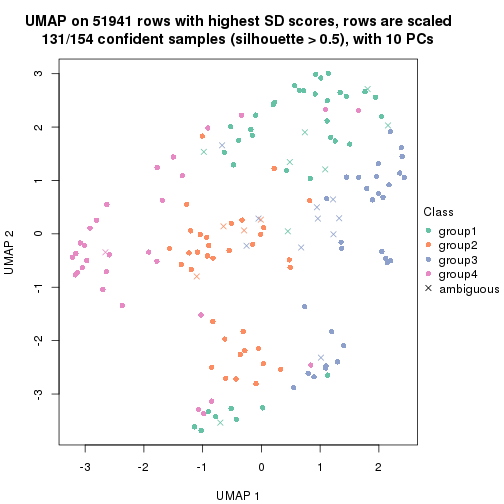 UMAP on 51941 rows with highest SD scores, rows are scaled
131/154 confident samples (silhouette > 0.5), with 10 PCs
3
2
1
0
-1
-2
-3
UMAP 2
-3
-2
-1
0
1
2
UMAP 1
Class
group1
group2
group3
group4
ambiguous